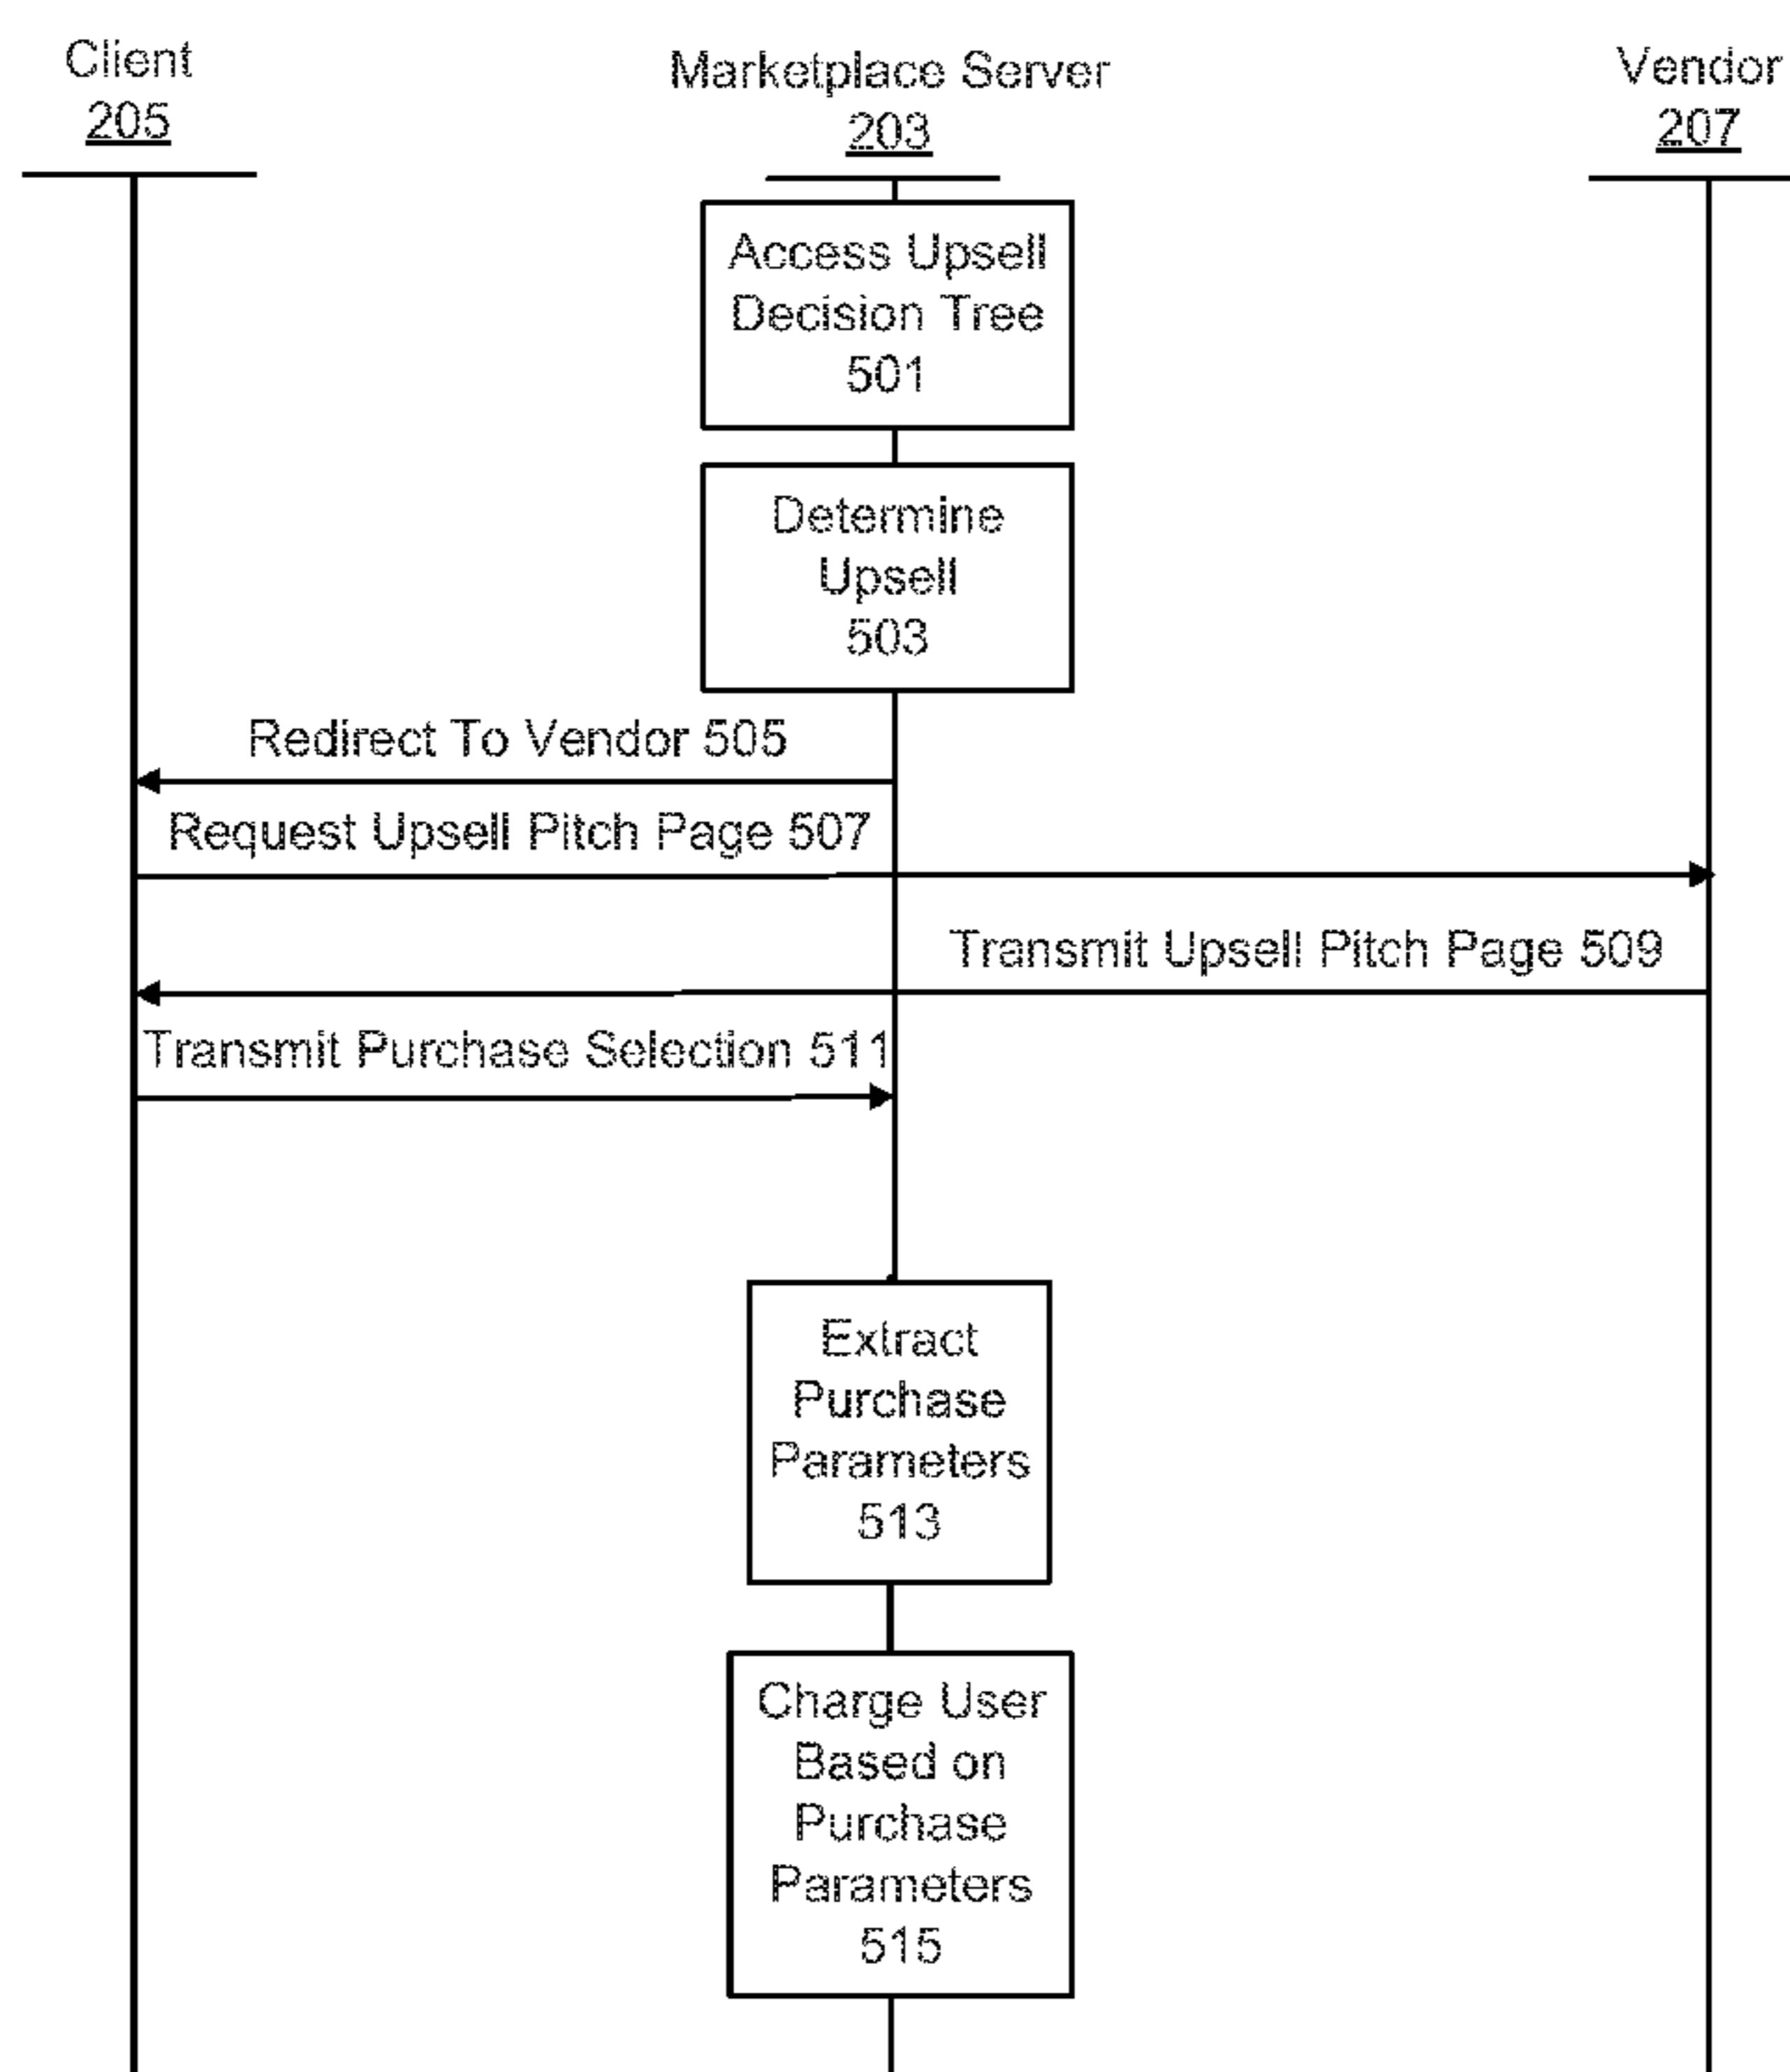 Client
205
Marketplace Server
203
Vendor
207
Access Upsell
Decision Tree
501
Determine
Upsell
503
Redirect To Vendor 505
Request Upsell Pitch Page 507
Transmit Upsell Pitch Page 509
Transmit Purchase Selection 511
Extract
Purchase
Parameters
513
Charge User
Based on
Purchase
Parameters
515